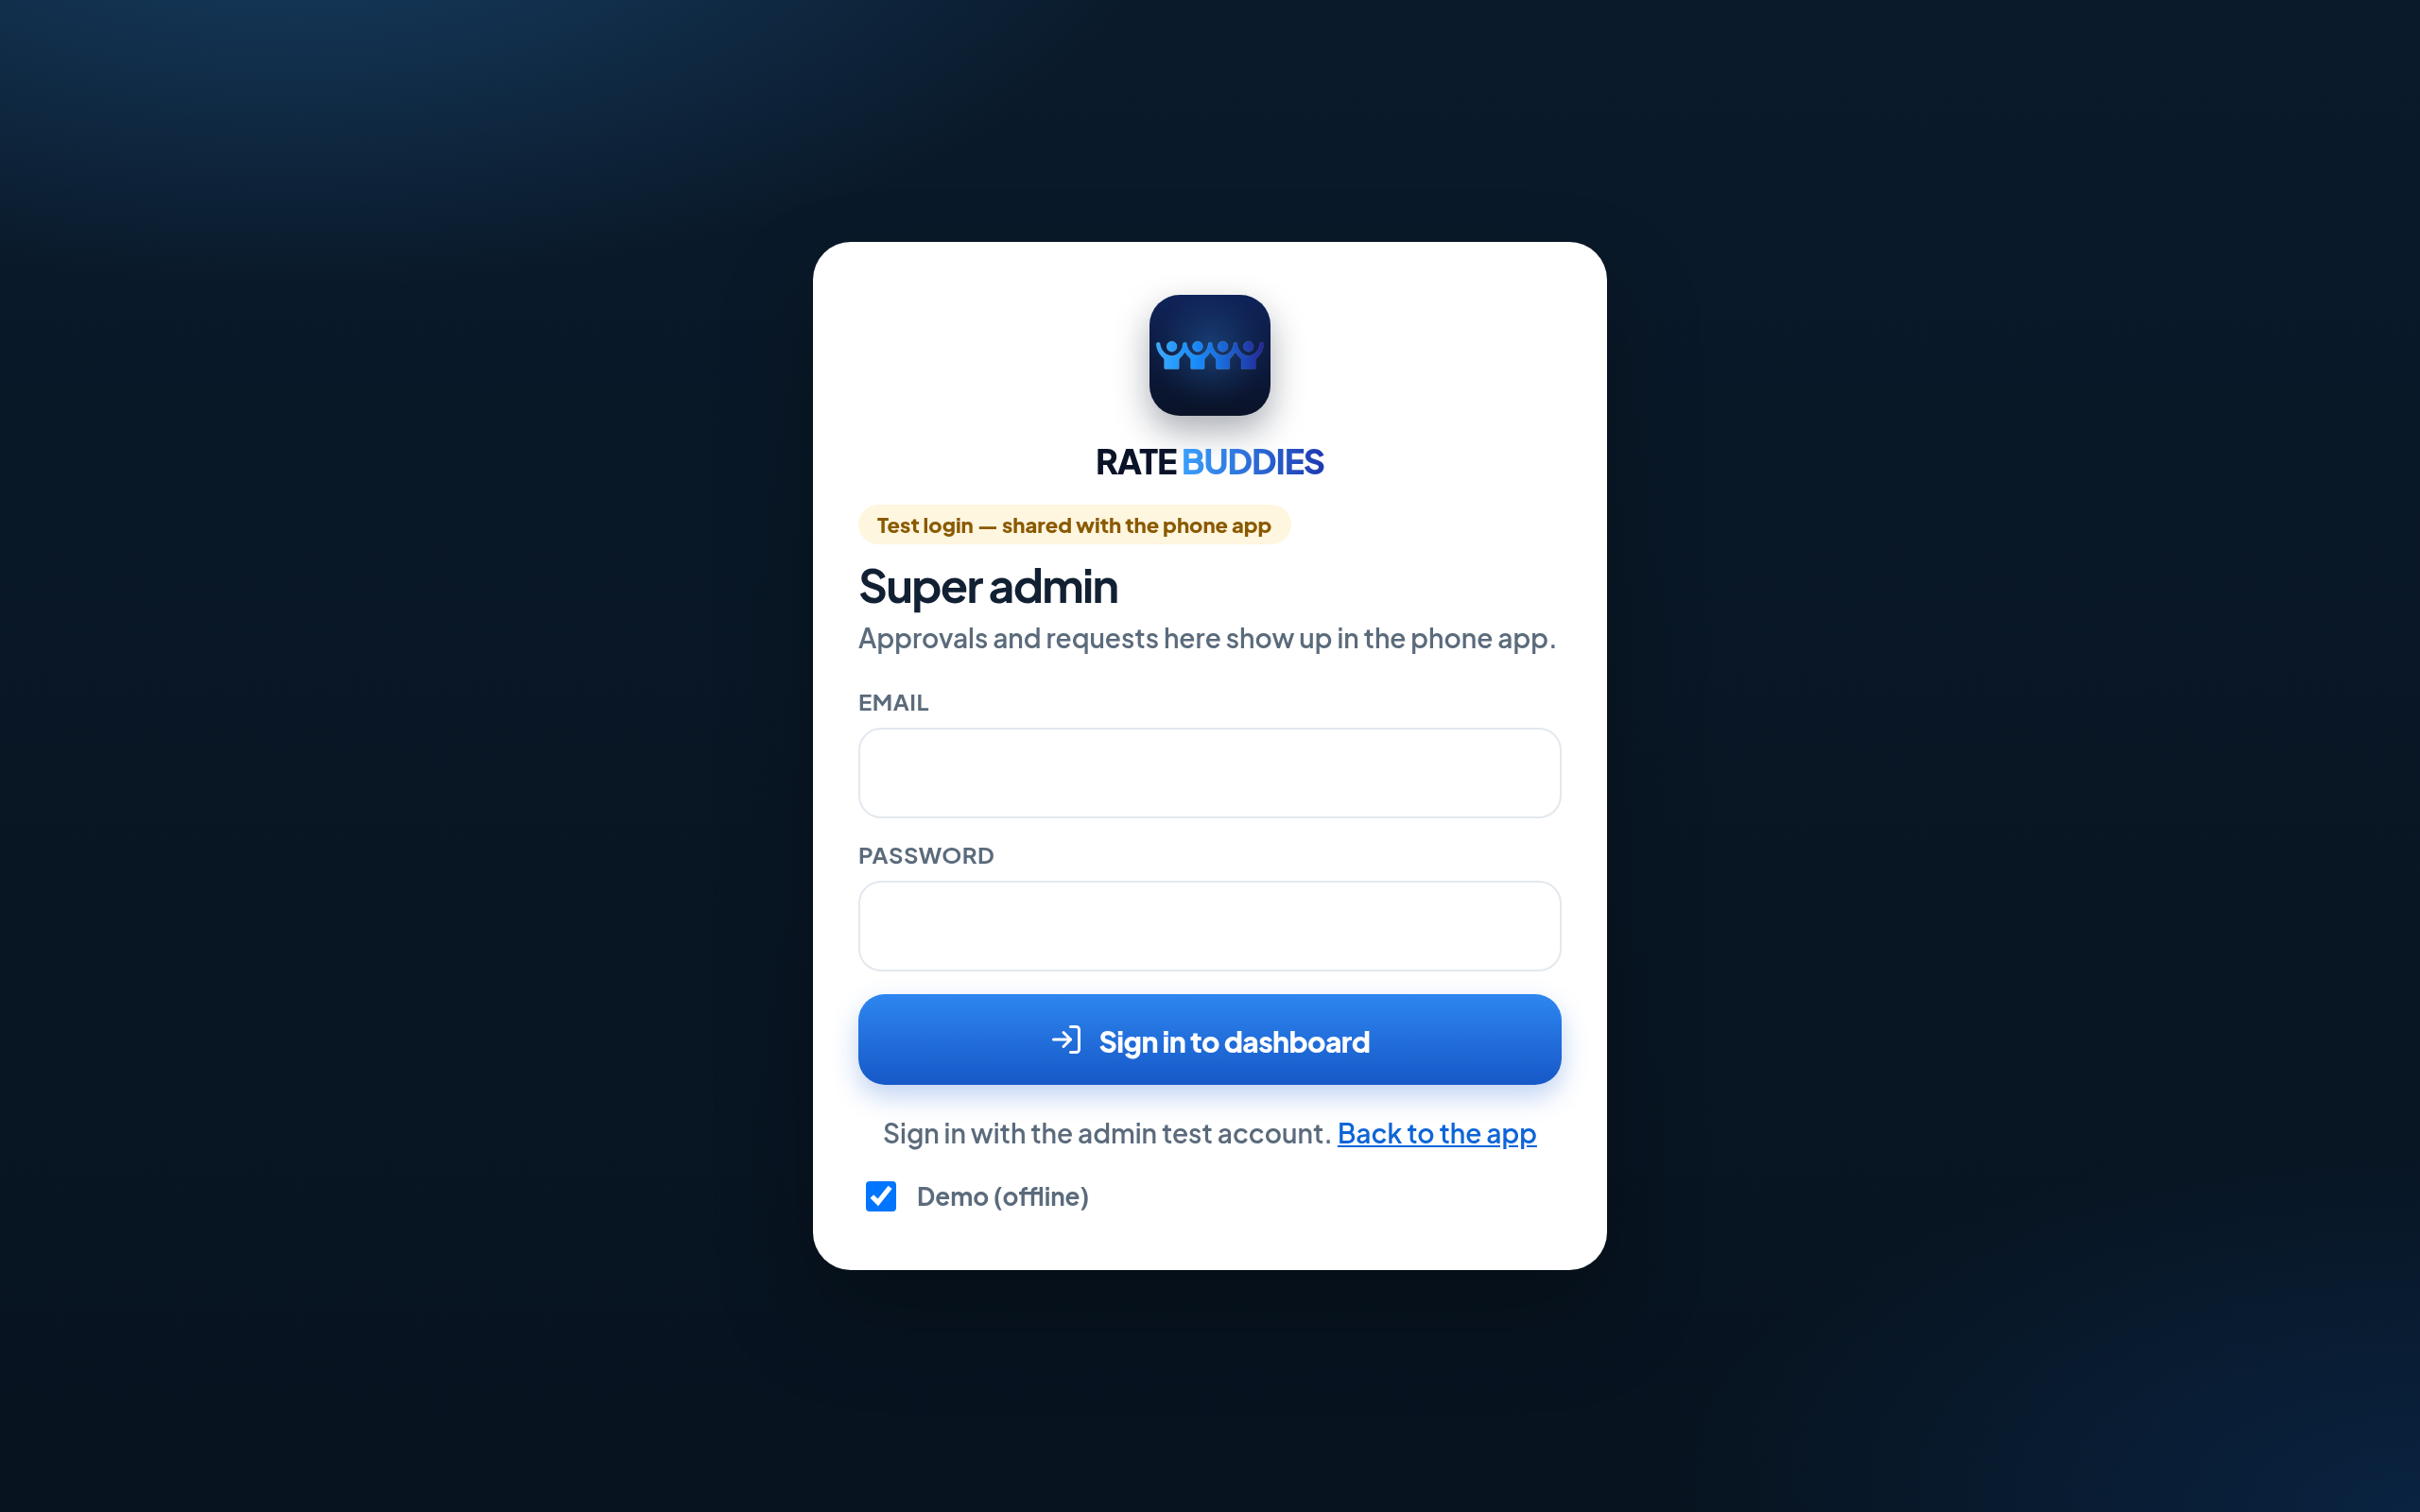 RATE BUDDIES
Test login — shared with the phone app
Super admin
Approvals and requests here show up in the phone app.
EMAIL
PASSWORD
Sign in to dashboard
Sign in with the admin test account. Back to the app
Demo (offline)